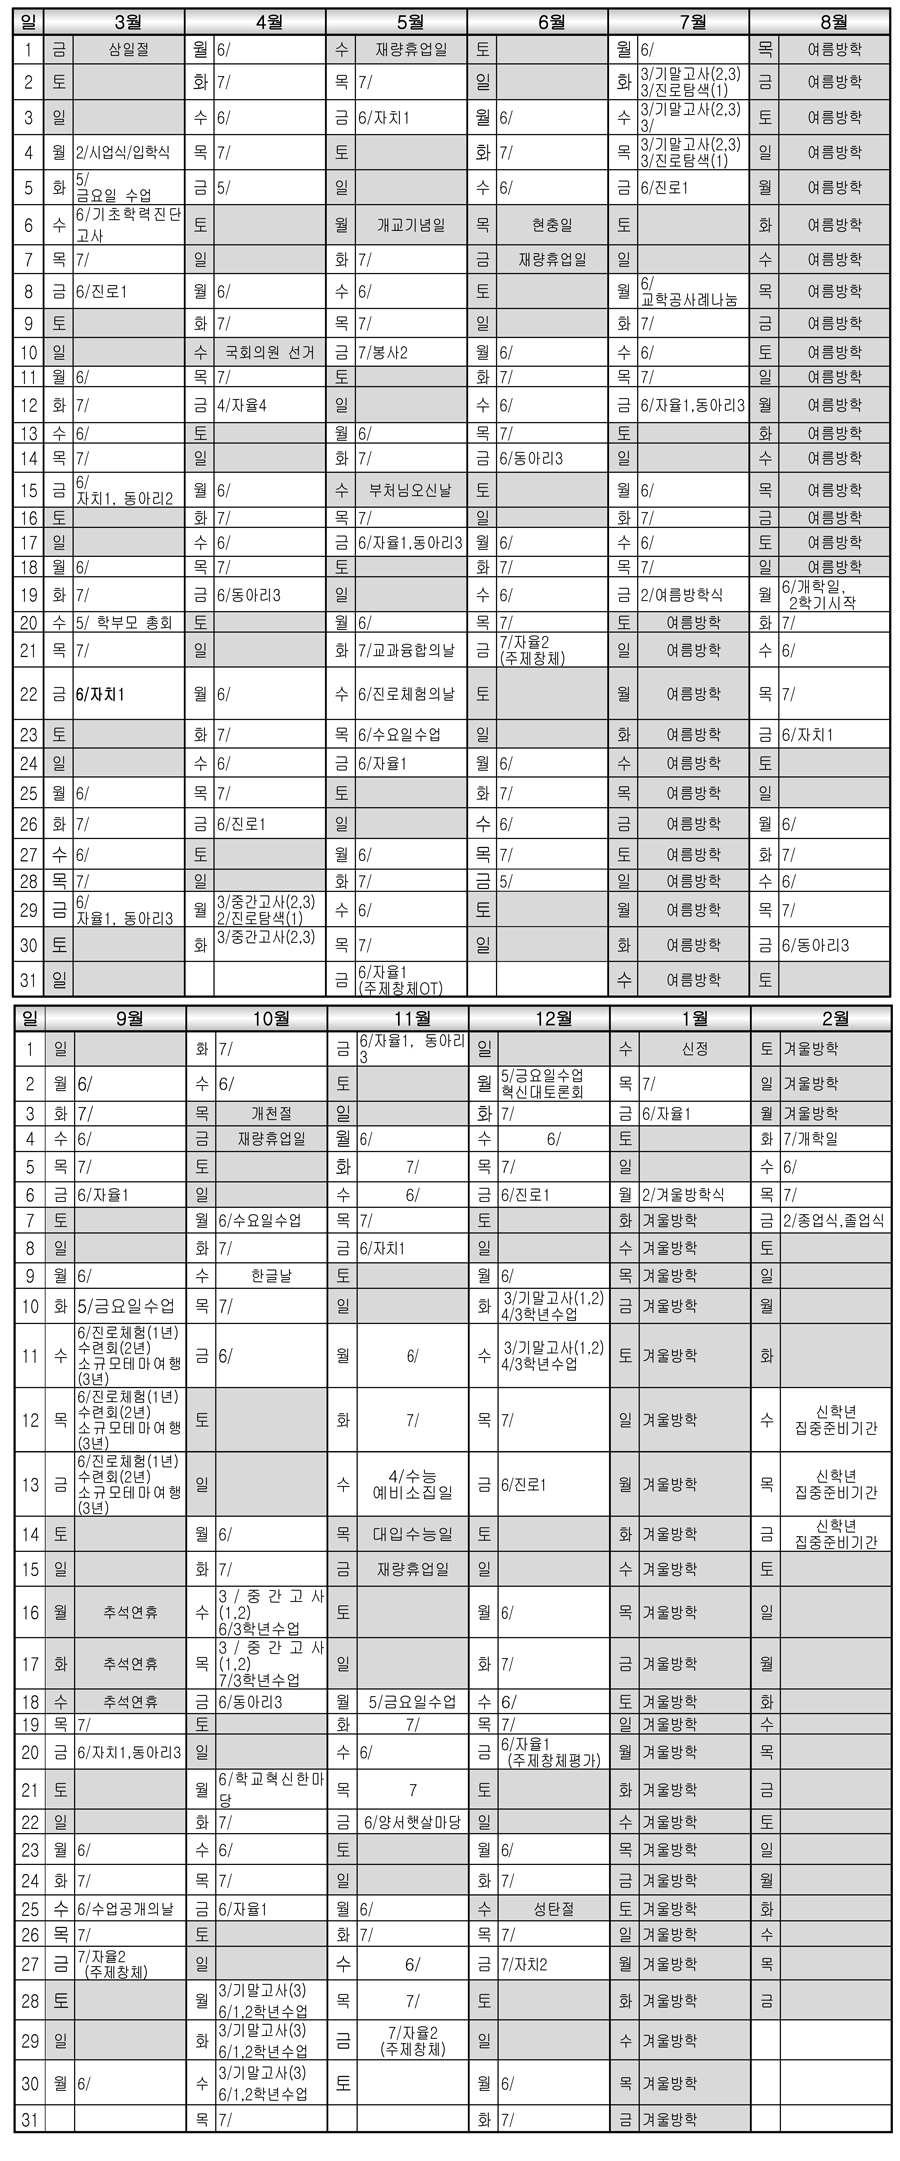 일 3월 4월 5월 6월 7월 8월
1 금 삼일절 월 6/ 수 재량휴업일 토 월 6/ 목 여름방학
2 토 화 7/ 목 7/ 일 화 3/기말고사(2,3) 금 여름방학
3/진로탐색(1)
3 일 수 6/ 금 6/자치1 월 6/ 수 3/기말고사(2,3) 토 여름방학
3/
4 월 2/시업식/입학식 목 7/ 토 화 7/ 목 3/기말고사(2,3) 일 여름방학
3/진로탐색(1)
5 화 5/ 금 5/ 일 수 6/ 금 6/진로1 월 여름방학
금요일 수업
6 수 6/기초학력진단 토 월 개교기념일 목 현충일 토 화 여름방학
고사
7 목 7/ 일 화 7/ 금 재량휴업일 일 수 여름방학
8 금 6/진로1 월 6/ 수 6/ 토 월 6/ 목 여름방학
교학공사례나눔
9 토 화 7/ 목 7/ 일 화 7/ 금 여름방학
10 일 수 국회의원 선거 금 7/봉사2 월 6/ 수 6/ 토 여름방학
11 월 6/ 목 7/ 토 화 7/ 목 7/ 일 여름방학
12 화 7/ 금 4/자율4 일 수 6/ 금 6/자율1,동아리3 월 여름방학
13 수 6/ 토 월 6/ 목 7/ 토 화 여름방학
14 목 7/ 일 화 7/ 금 6/동아리3 일 수 여름방학
15 금 6/ 월 6/ 수 부처님오신날 토 월 6/ 목 여름방학
자치1, 동아리2
16 토 화 7/ 목 7/ 일 화 7/ 금 여름방학
17 일 수 6/ 금 6/자율1,동아리3 월 6/ 수 6/ 토 여름방학
18 월 6/ 목 7/ 토 화 7/ 목 7/ 일 여름방학
19 화 7/ 금 6/동아리3 일 수 6/ 금 2/여름방학식 월 6/개학일,
2학기시작
20 수 5/ 학부모 총회 토 월 6/ 목 7/ 토 여름방학 화 7/
21 목 7/ 일 화 7/교과융합의날 금 7/자율2 일 여름방학 수 6/
(주제창체)
22 금 6/자치1 월 6/ 수 6/진로체험의날 토 월 여름방학 목 7/
23 토 화 7/ 목 6/수요일수업 일 화 여름방학 금 6/자치1
24 일 수 6/ 금 6/자율1 월 6/ 수 여름방학 토
25 월 6/ 목 7/ 토 화 7/ 목 여름방학 일
26 화 7/ 금 6/진로1 일 수 6/ 금 여름방학 월 6/
27 수 6/ 토 월 6/ 목 7/ 토 여름방학 화 7/
28 목 7/ 일 화 7/ 금 5/ 일 여름방학 수 6/
29 금 6/ 월 3/중간고사(2,3) 수 6/ 토 월 여름방학 목 7/
자율1, 동아리3 2/진로탐색(1)
30 토 화 3/중간고사(2,3) 목 7/ 일 화 여름방학 금 6/동아리3
31 일 금 6/자율1 수 여름방학 토
(주제창체OT)
일 9월 10월 11월 12월 1월 2월
1 일 화 7/ 금 6/자율1, 동아리 일 수 신정 토 겨울방학
3
2 월 6/ 수 6/ 토 월 5/금요일수업 목 7/ 일 겨울방학
혁신대토론회
3 화 7/ 목 개천절 일 화 7/ 금 6/자율1 월 겨울방학
4 수 6/ 금 재량휴업일 월 6/ 수 6/ 토 화 7/개학일
5 목 7/ 토 화 7/ 목 7/ 일 수 6/
6 금 6/자율1 일 수 6/ 금 6/진로1 월 2/겨울방학식 목 7/
7 토 월 6/수요일수업 목 7/ 토 화 겨울방학 금 2/종업식,졸업식
8 일 화 7/ 금 6/자치1 일 수 겨울방학 토
9 월 6/ 수 한글날 토 월 6/ 목 겨울방학 일
10 화 5/금요일수업 목 7/ 일 화 3/기말고사(1,2) 금 겨울방학 월
4/3학년수업
11 수 6/진로체험(1년) 금 6/ 월 6/ 수 3/기말고사(1,2) 토 겨울방학 화
수련회(2년) 4/3학년수업
소규모테마여행
(3년)
12 목 6/진로체험(1년) 토 화 7/ 목 7/ 일 겨울방학 수 신학년
수련회(2년) 집중준비기간
소규모테마여행
(3년)
13 금 6/진로체험(1년) 일 수 4/수능 금 6/진로1 월 겨울방학 목 신학년
수련회(2년) 예비소집일 집중준비기간
소규모테마여행
(3년)
14 토 월 6/ 목 대입수능일 토 화 겨울방학 금 신학년
집중준비기간
15 일 화 7/ 금 재량휴업일 일 수 겨울방학 토
16 월 추석연휴 수 3/중간고사 토 월 6/ 목 겨울방학 일
(1,2)
6/3학년수업
17 화 추석연휴 목 3/중간고사 일 화 7/ 금 겨울방학 월
(1,2)
7/3학년수업
18 수 추석연휴 금 6/동아리3 월 5/금요일수업 수 6/ 토 겨울방학 화
19 목 7/ 토 화 7/ 목 7/ 일 겨울방학 수
20 금 6/자치1,동아리3 일 수 6/ 금 6/자율1 월 겨울방학 목
(주제창체평가)
21 토 월 6/학교혁신한마 목 7 토 화 겨울방학 금
당
22 일 화 7/ 금 6/양서햇살마당 일 수 겨울방학 토
23 월 6/ 수 6/ 토 월 6/ 목 겨울방학 일
24 화 7/ 목 7/ 일 화 7/ 금 겨울방학 월
25 수 6/수업공개의날 금 6/자율1 월 6/ 수 성탄절 토 겨울방학 화
26 목 7/ 토 화 7/ 목 7/ 일 겨울방학 수
27 금 7/자율2 일 수 6/ 금 7/자치2 월 겨울방학 목
(주제창체)
28 토 월 3/기말고사(3) 목 7/ 토 화 겨울방학 금
6/1,2학년수업
29 일 화 3/기말고사(3) 금 7/자율2 일 수 겨울방학
6/1,2학년수업 (주제창체)
30 월 6/ 수 3/기말고사(3) 토 월 6/ 목 겨울방학
6/1,2학년수업
31 목 7/ 화 7/ 금 겨울방학